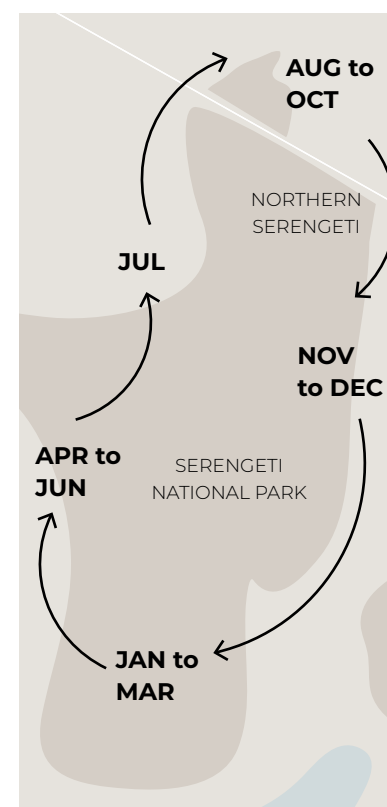 AUG to
OCT
NORTHERN
SERENGETI
JUL
NOV
to DEC
APR to
JUN
SERENGETI
NATIONAL PARK
JAN to
MAR